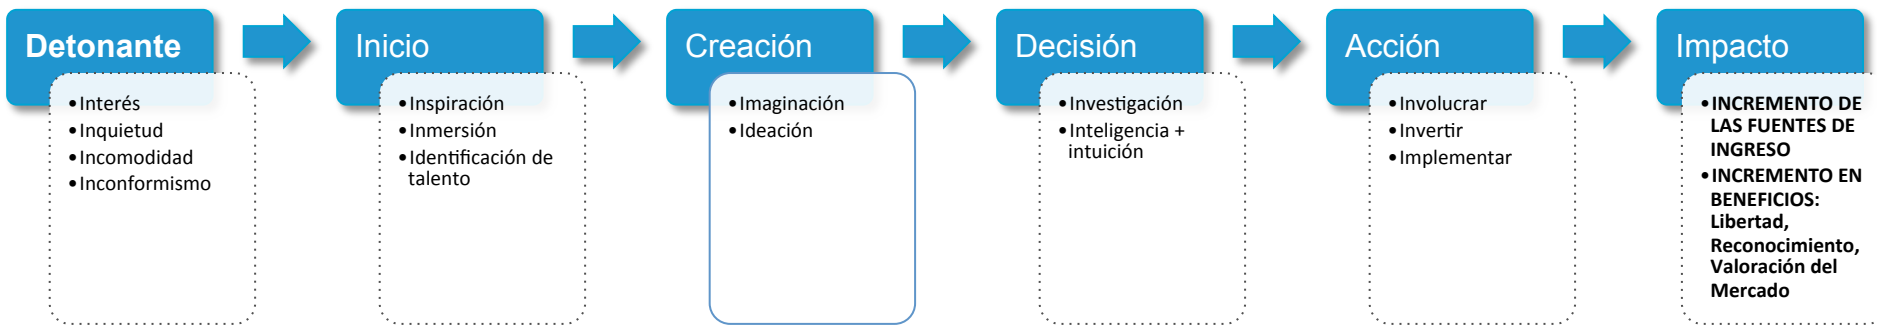 Detonante
•Interés
•Inquietud
•Incomodidad
•Inconformismo
Inicio
•Inspiración
•Inmersión
•Identificación de
talento
Creación
•Imaginación
•Ideación
Decisión
•Investigación
•Inteligencia +
intuición
Acción
•Involucrar
•Invertir
•Implementar
Impacto
•INCREMENTO DE
LAS FUENTES DE
INGRESO
•INCREMENTO EN
BENEFICIOS:
Libertad,
Reconocimiento,
Valoración del
Mercado